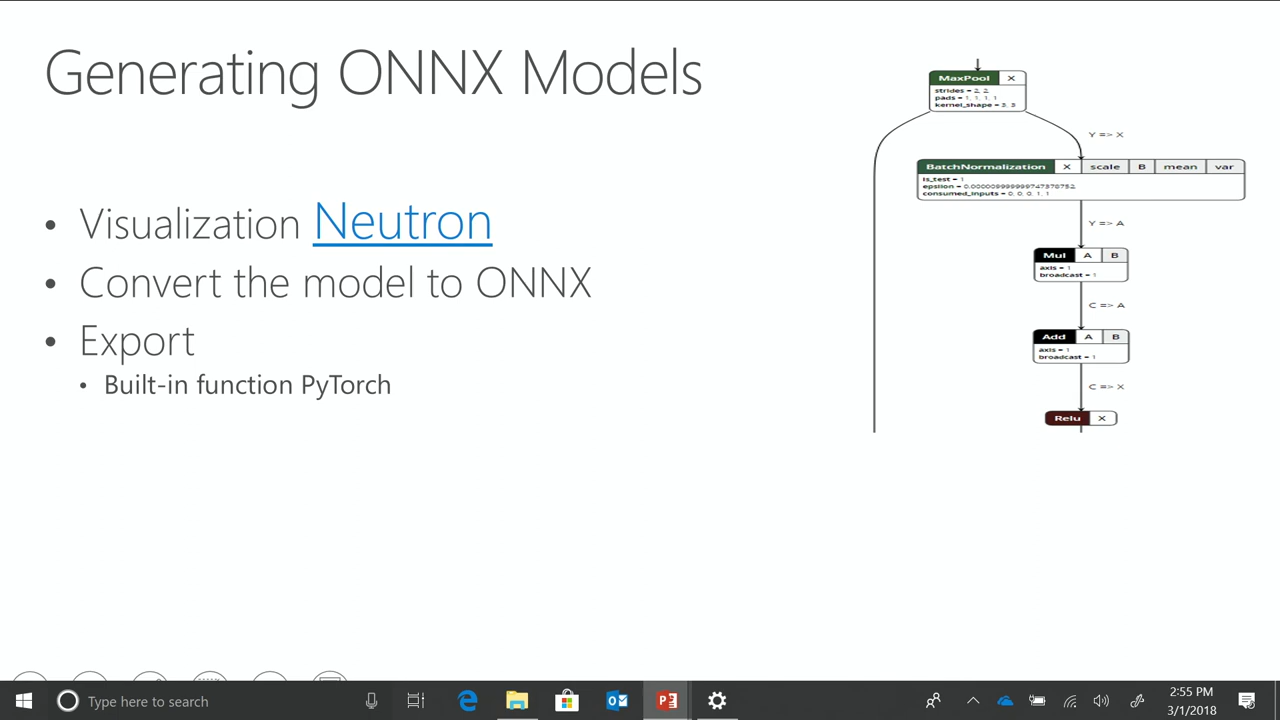 Generating ONNX Models
• Visualization Neutron
• Convert the model to ONNX
• Export
• Built-in function PyTorch
MaxPool X
strides = 2, 2
pads = 1, 1, 1, 1
kernel_shape = 3, 3
Y => X
BatchNormalization X scale B mean var
is_test = 1
epsilon = 0.000009999999747378752
consumed_inputs = 0, 0, 0, 1, 1
Y => A
Mul A B
axis = 1
broadcast = 1
C => A
Add A B
axis = 1
broadcast = 1
C => X
Relu X
Type here to search
2:55 PM
3/1/2018